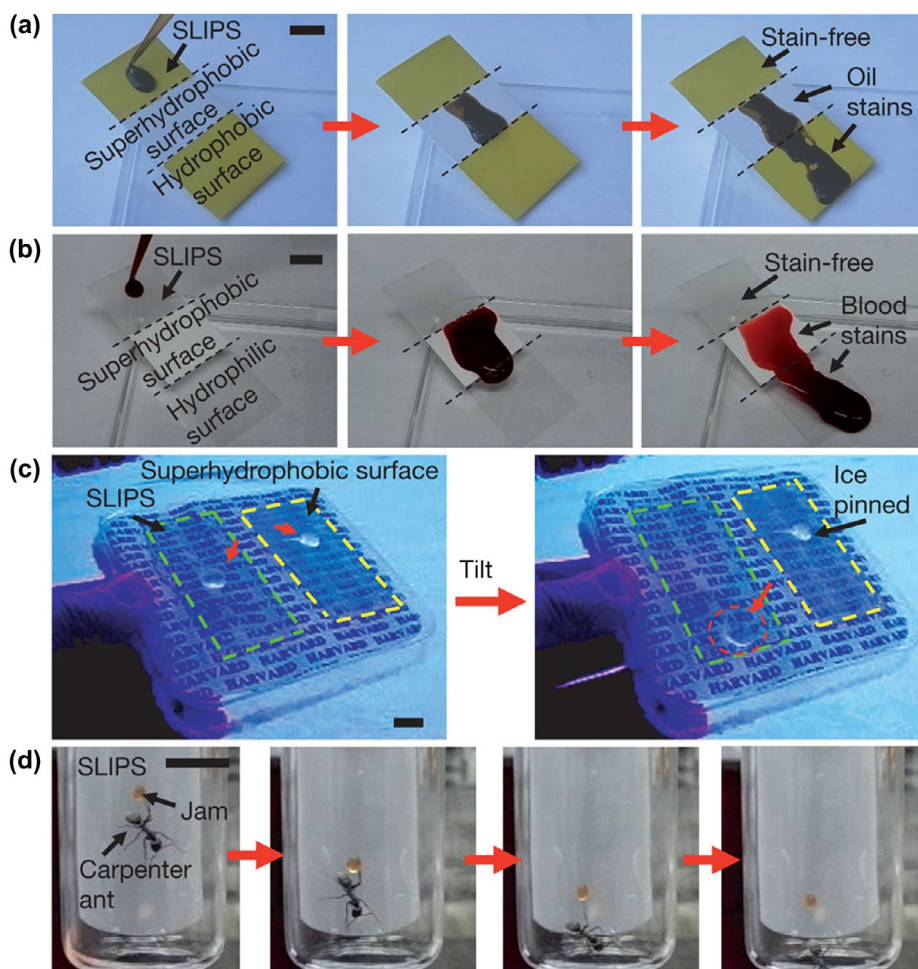 (a)
SLIPS
Superhydrophobic
surface
Hydrophobic
surface
Stain-free
Oil
stains
(b)
SLIPS
Superhydrophobic
surface
Hydrophilic
surface
Stain-free
Blood
stains
(c)
Superhydrophobic surface
SLIPS
HARVARD
Tilt
Ice
pinned
HARVARD
(d)
SLIPS
Jam
Carpenter
ant